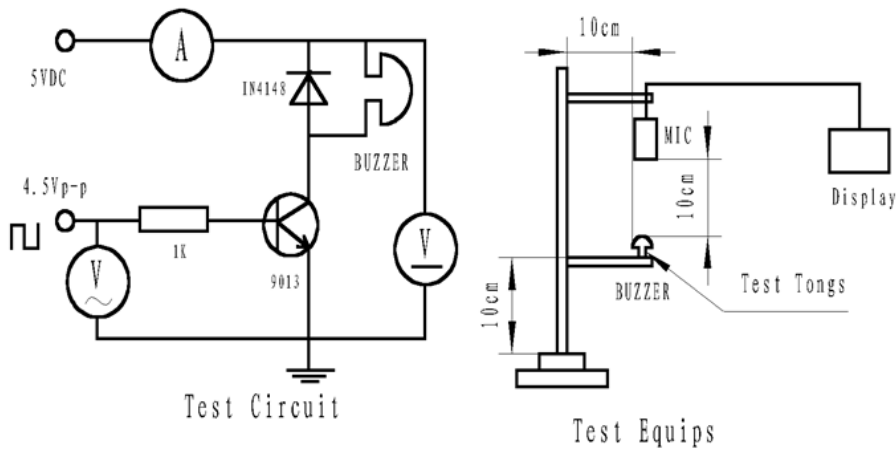 A
5VDC
IN4148
BUZZER
4.5Vp-p
1K
V
9013
V
Test Circuit
10cm
MIC
10cm
Display
BUZZER
Test Tongs
10cm
Test Equips